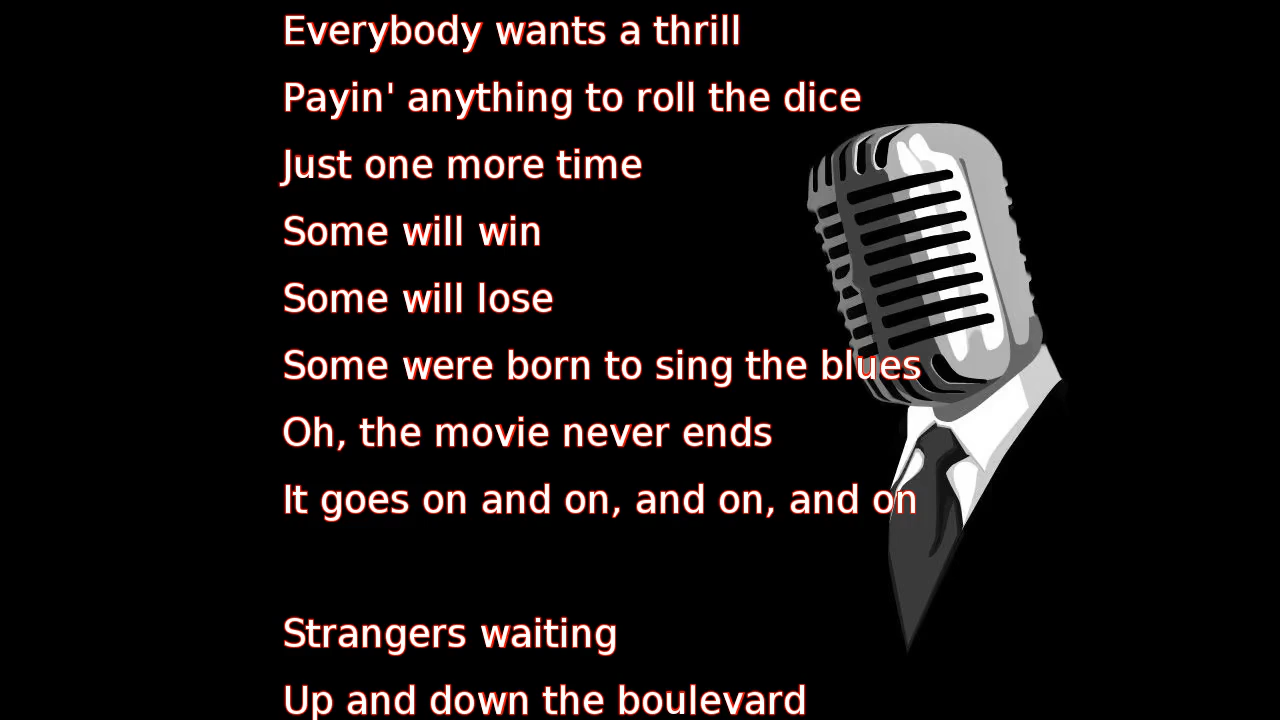 Everybody wants a thrill
Payin' anything to roll the dice
Just one more time
Some will win
Some will lose
Some were born to sing the blues
Oh, the movie never ends
It goes on and on, and on, and on
Strangers waiting
Up and down the boulevard